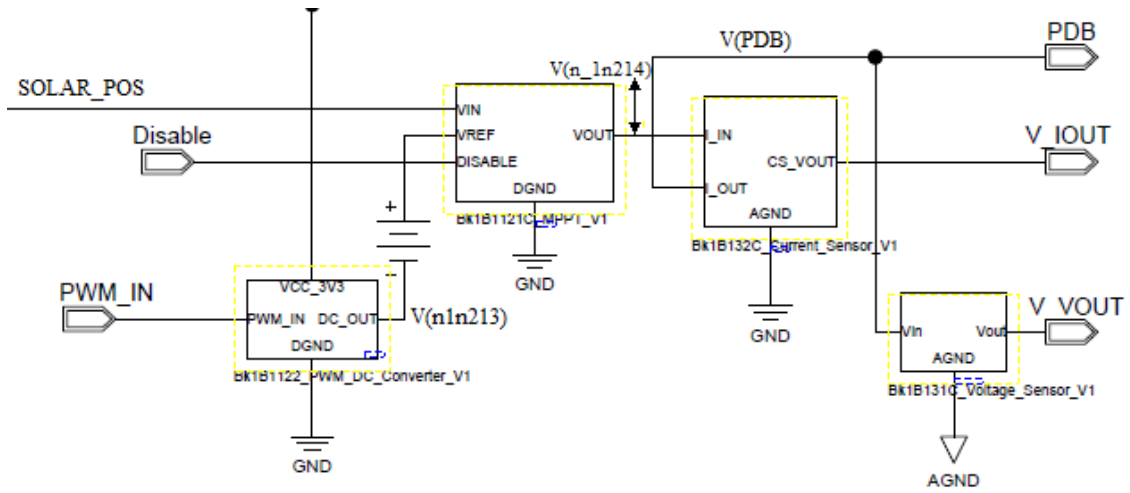 V(PDB)
PDB
V(n_1n214)
SOLAR_POS
VIN
Disable
VREF
VOUT
I_IN
V_IOUT
DISABLE
CS_VOUT
DGND
I_OUT
Bk1B1121C_MPPT_V1
AGND
+
Bk1B132C_Current_Sensor_V1
GND
–
PWM_IN
VCC_3V3
V_VOUT
PWM_IN
DC_OUT
V(n1n213)
GND
Vin
Vout
DGND
AGND
Bk1B1122_PWM_DC_Converter_V1
Bk1B131C_Voltage_Sensor_V1
GND
AGND